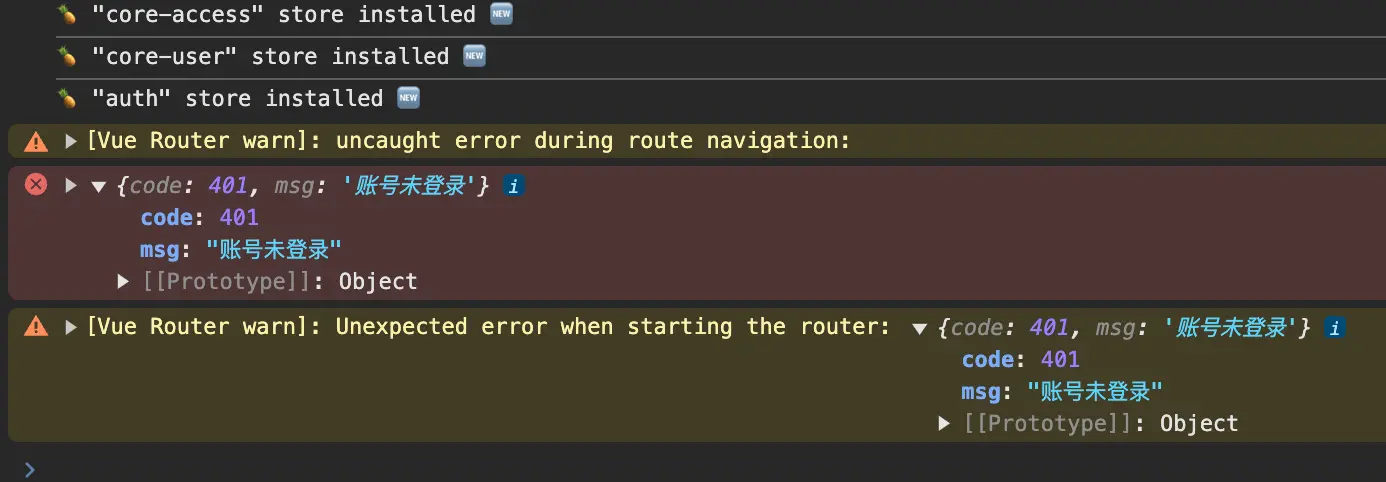 🍍 "core-access" store installed 🆕
🍍 "core-user" store installed 🆕
🍍 "auth" store installed 🆕
[Vue Router warn]: uncaught error during route navigation:
{code: 401, msg: '账号未登录'} i
code: 401
msg: "账号未登录"
[[Prototype]]: Object
[Vue Router warn]: Unexpected error when starting the router: {code: 401, msg: '账号未登录'} i
code: 401
msg: "账号未登录"
[[Prototype]]: Object